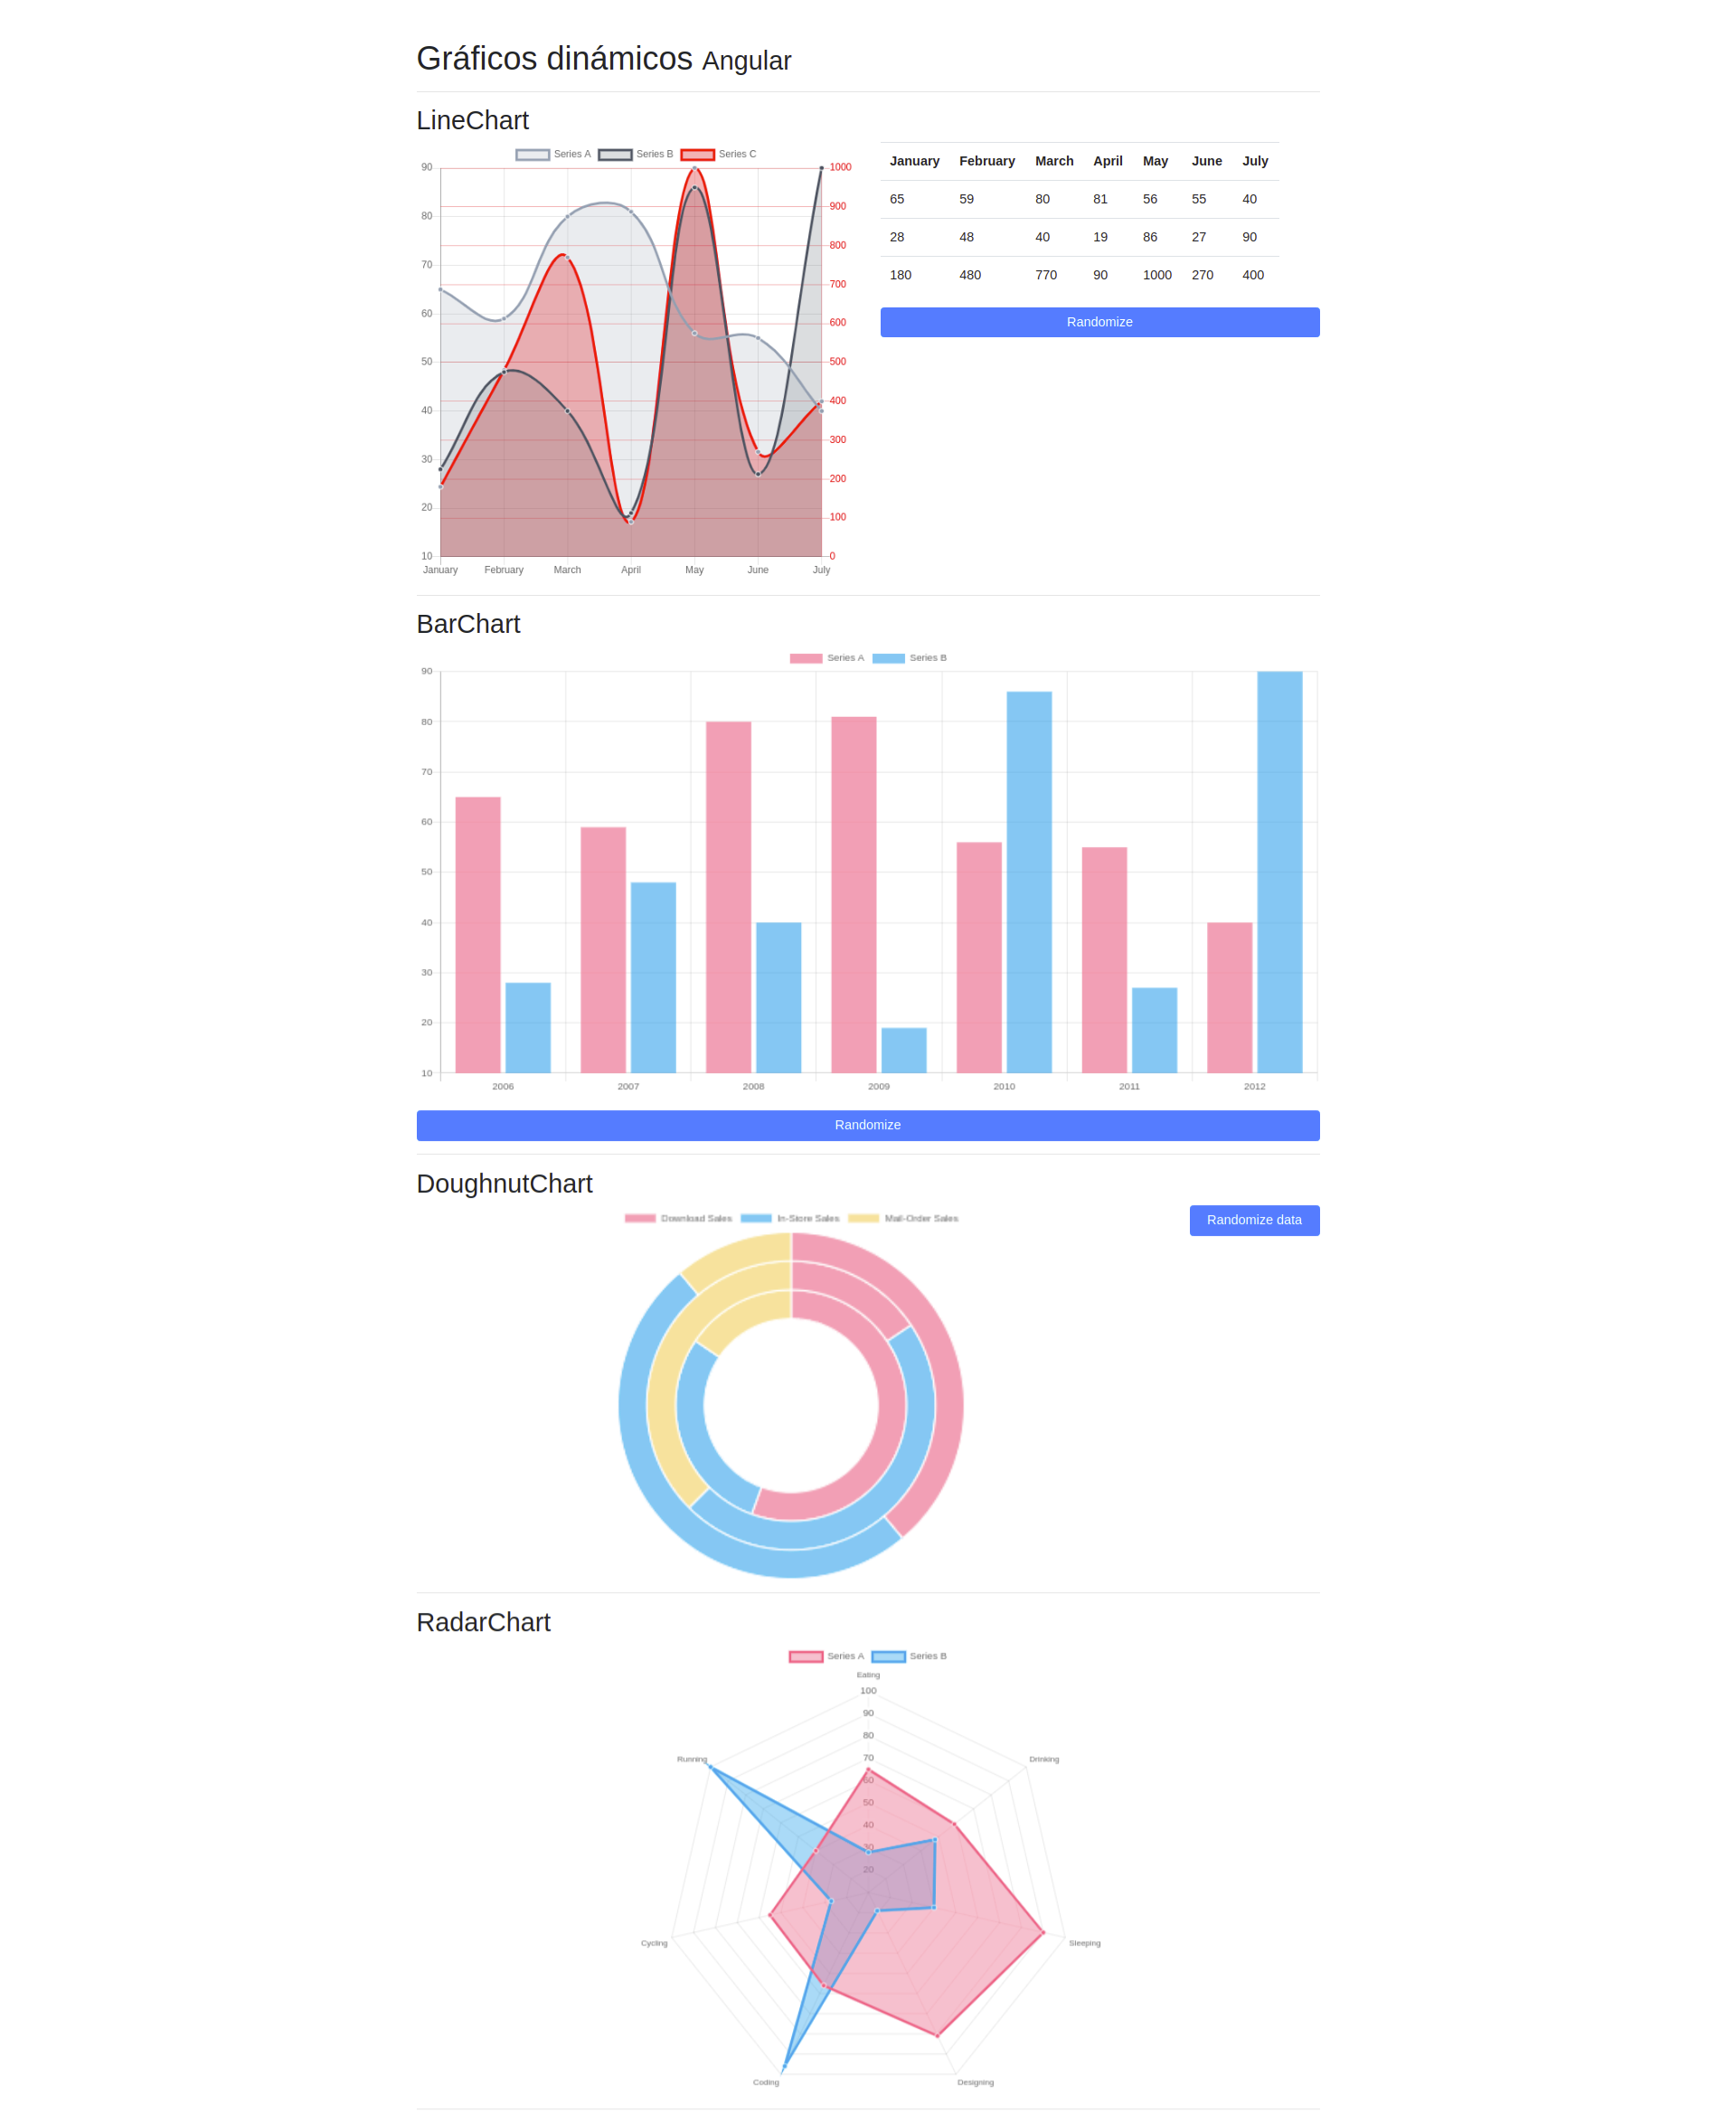 Gráficos dinámicos Angular
LineChart
Series A Series B Series C
90
80
70
60
50
40
30
20
10
1000
900
800
700
600
500
400
300
200
100
0
January February March April May June July
January February March April May June July
65 59 80 81 56 55 40
28 48 40 19 86 27 90
180 480 770 90 1000 270 400
Randomize
BarChart
Series A Series B
90
80
70
60
50
40
30
20
10
2006 2007 2008 2009 2010 2011 2012
Randomize
DoughnutChart
Download Sales In-Store Sales Mail-Order Sales
Randomize data
RadarChart
Series A Series B
Eating
100
90
80
70
60
50
40
30
20
Running
Drinking
Cycling
Sleeping
Coding
Designing